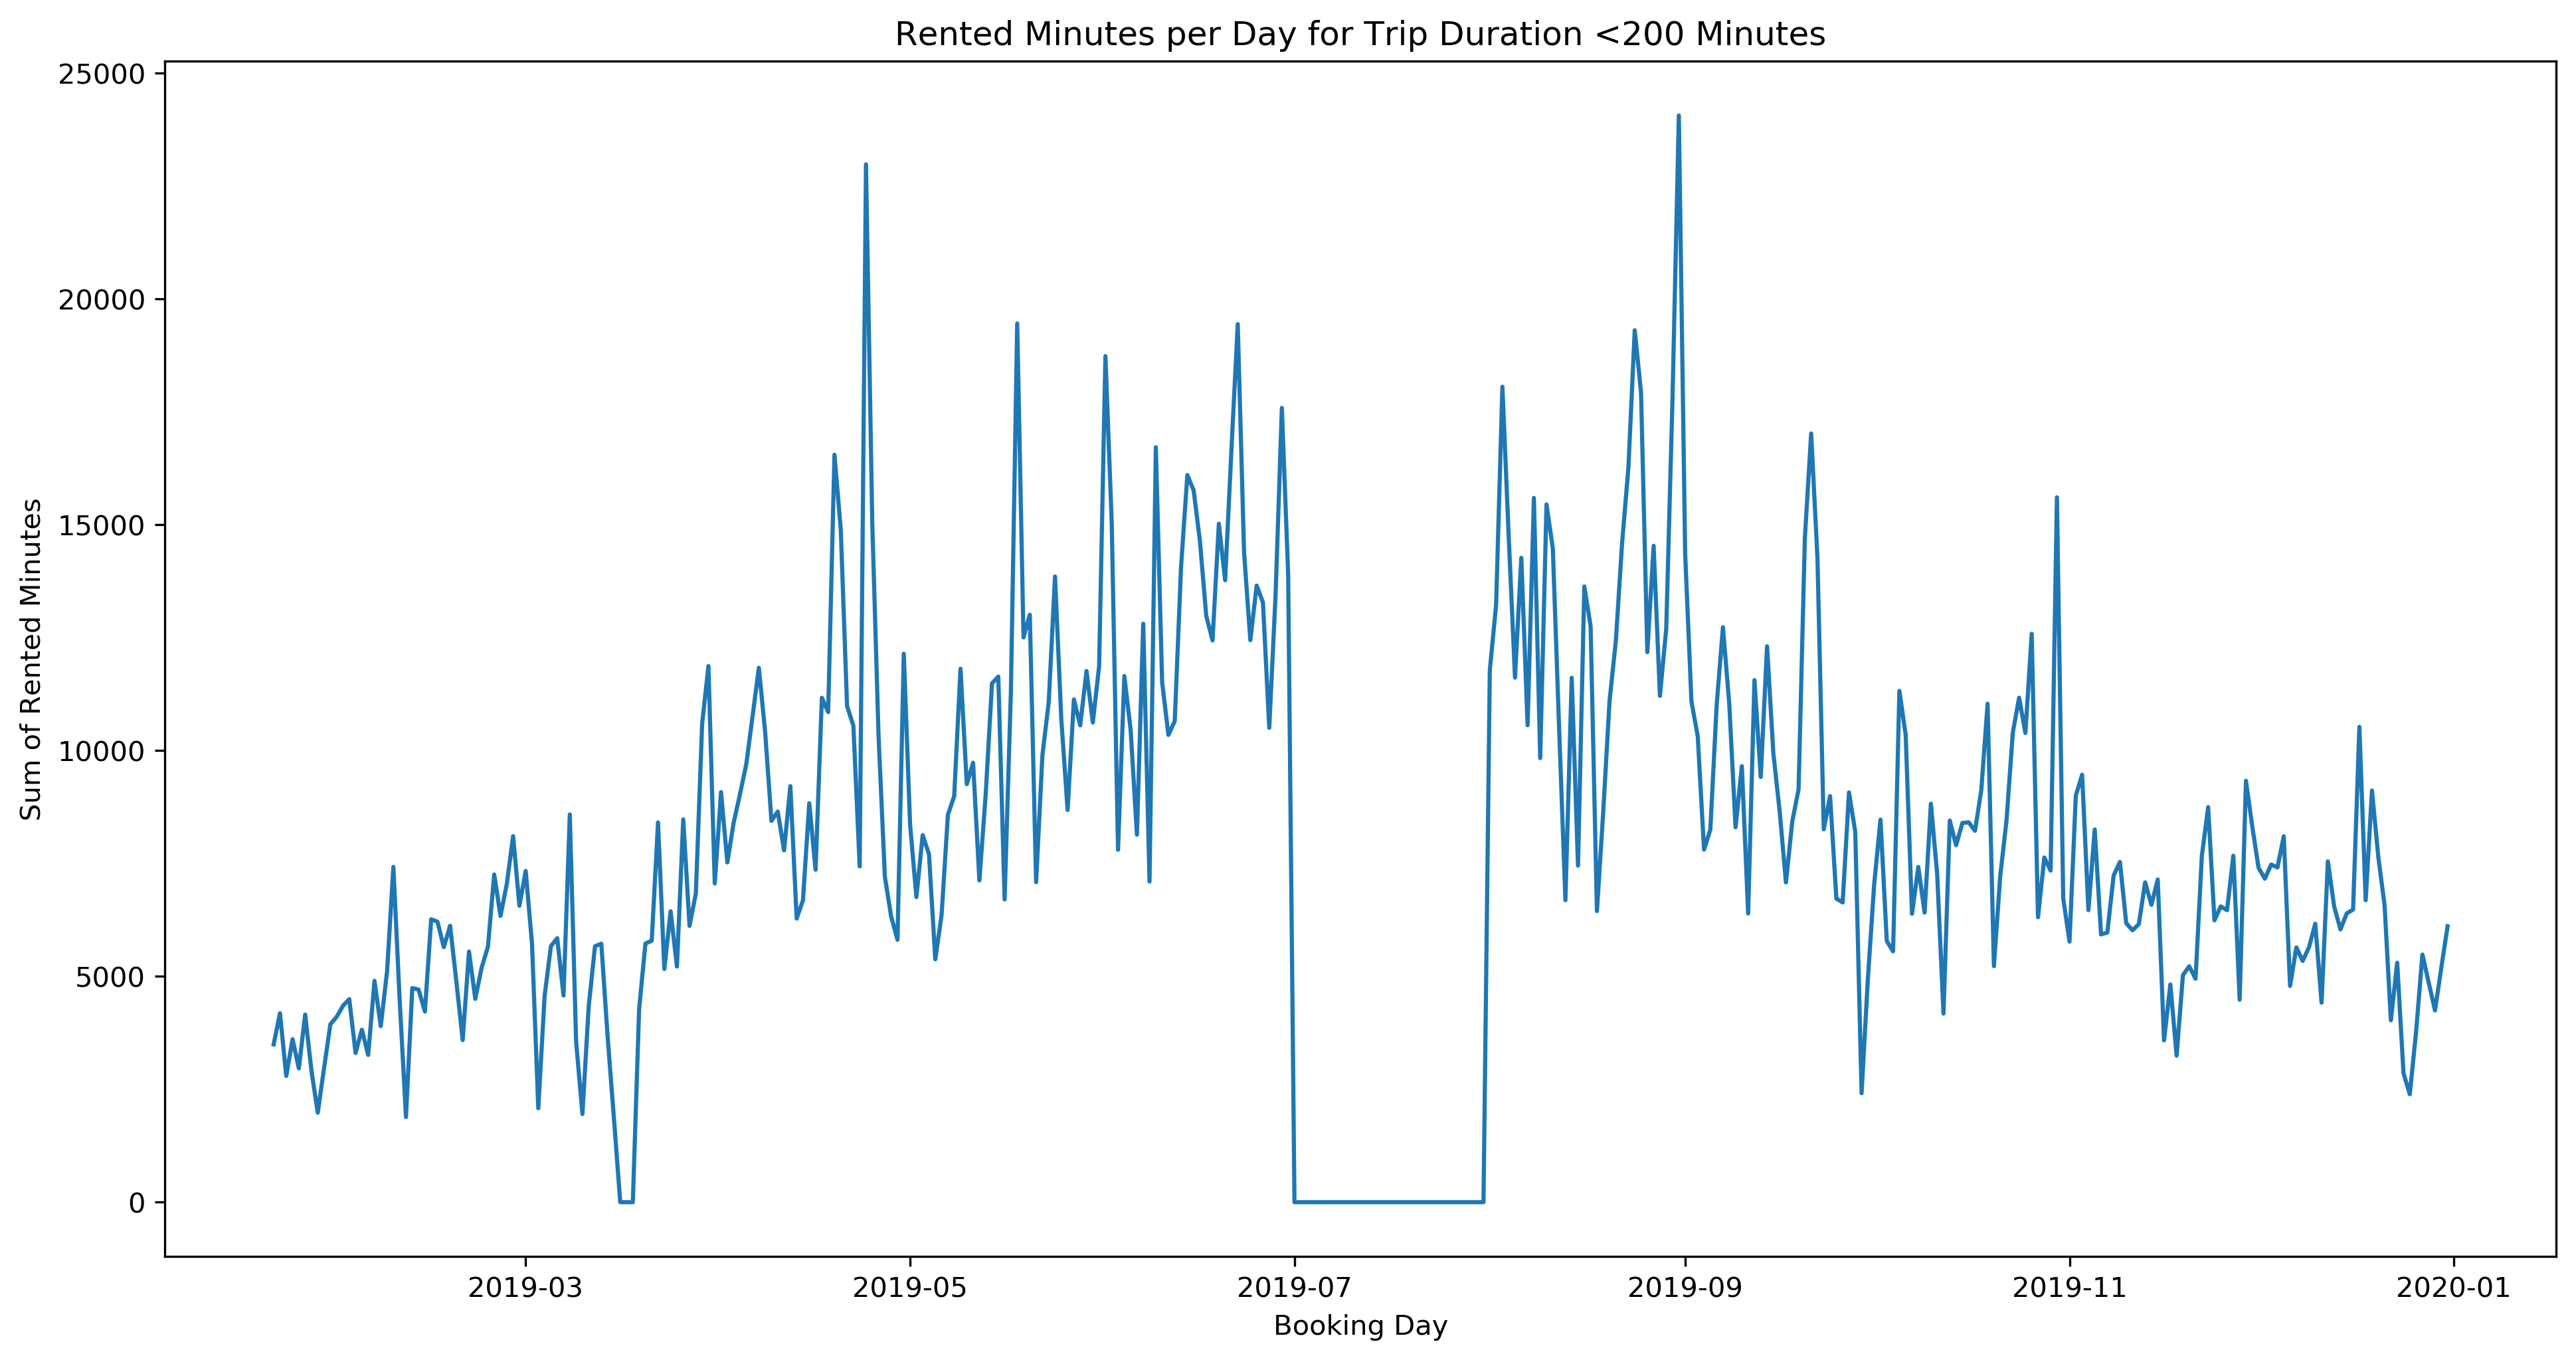 Rented Minutes per Day for Trip Duration <200 Minutes
25000
20000
15000
10000
5000
0
Sum of Rented Minutes
2019-03 2019-05 2019-07 2019-09 2019-11 2020-01
Booking Day